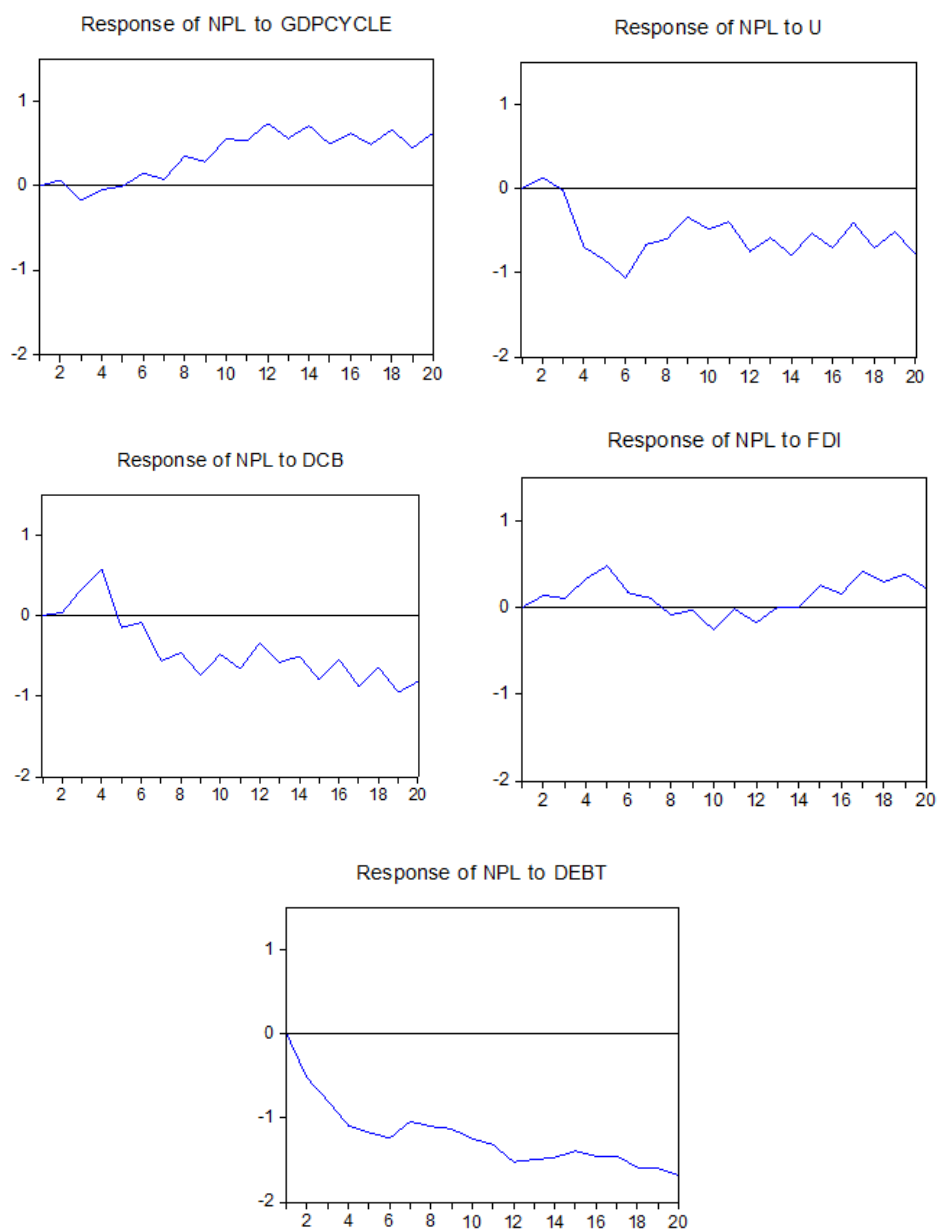 Response of NPL to GDPCYCLE
1
0
-1
-2
2 4 6 8 10 12 14 16 18 20
Response of NPL to U
1
0
-1
-2
2 4 6 8 10 12 14 16 18 20
Response of NPL to DCB
1
0
-1
-2
2 4 6 8 10 12 14 16 18 20
Response of NPL to FDI
1
0
-1
-2
2 4 6 8 10 12 14 16 18 20
Response of NPL to DEBT
1
0
-1
-2
2 4 6 8 10 12 14 16 18 20